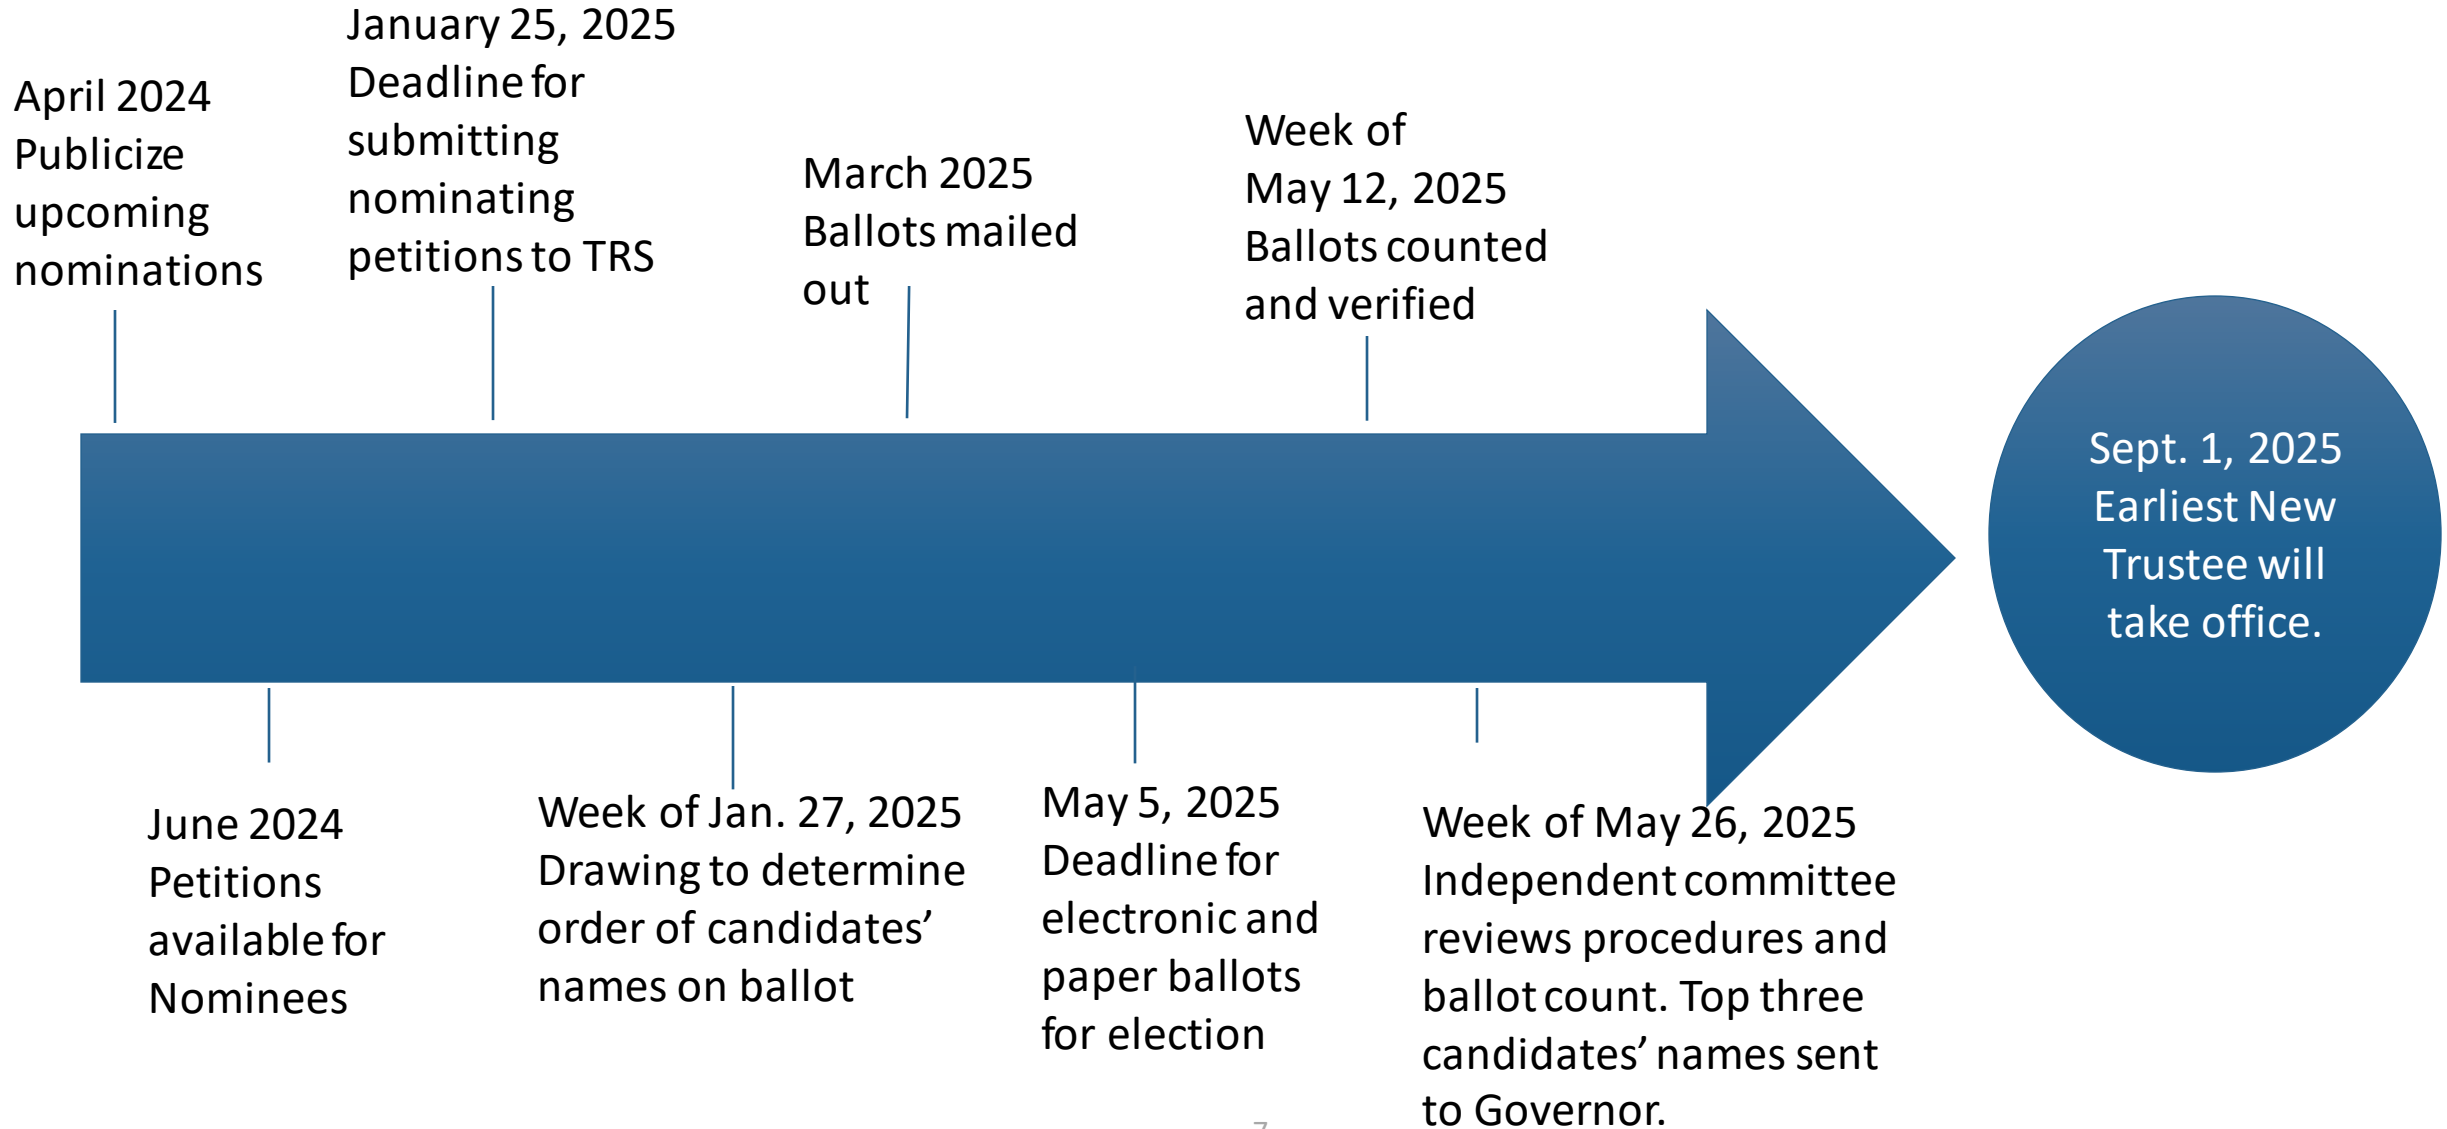 April 2024
Publicize
upcoming
nominations
June 2024
Petitions
available for
Nominees
January 25, 2025
Deadline for
submitting
nominating
petitions to TRS
Week of Jan. 27, 2025
Drawing to determine
order of candidates’
names on ballot
March 2025
Ballots mailed
out
May 5, 2025
Deadline for
electronic and
paper ballots
for election
Week of
May 12, 2025
Ballots counted
and verified
Week of May 26, 2025
Independent committee
reviews procedures and
ballot count. Top three
candidates’ names sent
to Governor.
Sept. 1, 2025
Earliest New
Trustee will
take office.